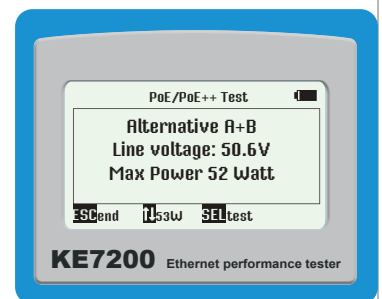 PoE/PoE++ Test
Alternative A+B
Line voltage: 50.6V
Max Power 52 Watt
ESCend ↑↓53W SELtest
KE7200 Ethernet performance tester